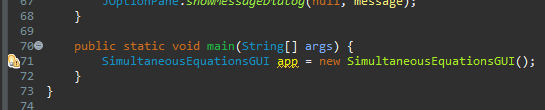 67 JOptionPane.showMessageDialog(null, message);
68 }
69
70 public static void main(String[] args) {
71 SimultaneousEquationsGUI app = new SimultaneousEquationsGUI();
72 }
73 }
74